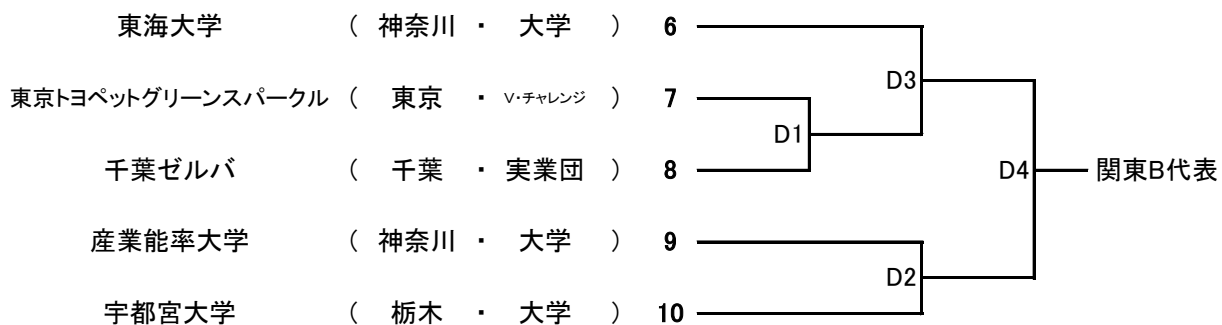 東海大学 ( 神奈川 ・ 大学 ) 6
D3
東京トヨペットグリーンスパークル ( 東京 ・ V・チャレンジ ) 7
D1
千葉ゼルバ ( 千葉 ・ 実業団 ) 8
D4 関東B代表
産業能率大学 ( 神奈川 ・ 大学 ) 9
D2
宇都宮大学 ( 栃木 ・ 大学 ) 10